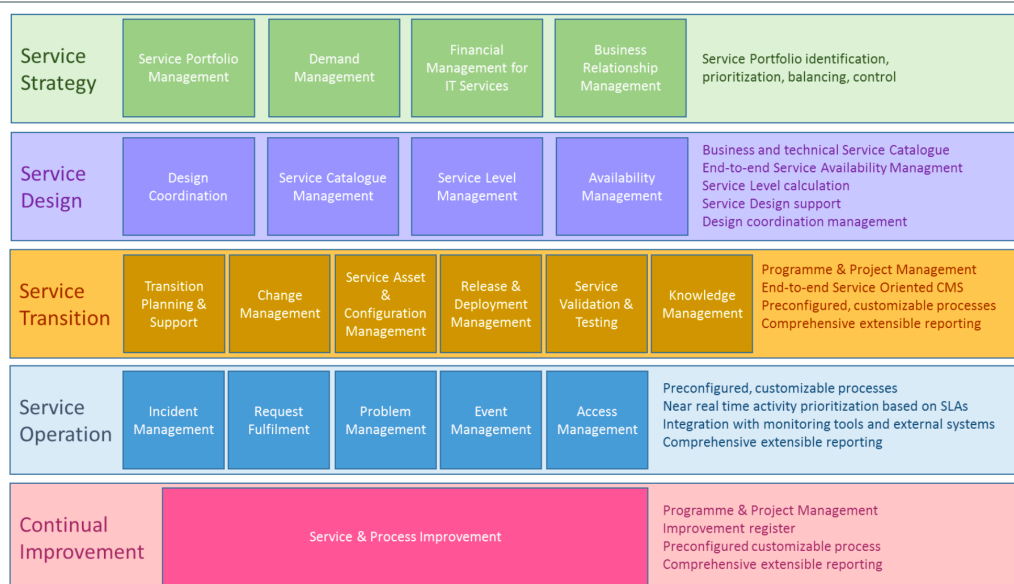 Service
Strategy
Service Portfolio
Management
Demand
Management
Financial
Management for
IT Services
Business
Relationship
Management
Service Portfolio identification,
prioritization, balancing, control
Service
Design
Design
Coordination
Service Catalogue
Management
Service Level
Management
Availability
Management
Business and technical Service Catalogue
End-to-end Service Availability Managment
Service Level calculation
Service Design support
Design coordination management
Service
Transition
Transition
Planning &
Support
Change
Management
Service Asset
&
Configuration
Management
Release &
Deployment
Management
Service
Validation &
Testing
Knowledge
Management
Programme & Project Management
End-to-end Service Oriented CMS
Preconfigured, customizable processes
Comprehensive extensible reporting
Service
Operation
Incident
Management
Request
Fulfilment
Problem
Management
Event
Management
Access
Management
Preconfigured, customizable processes
Near real time activity prioritization based on SLAs
Integration with monitoring tools and external systems
Comprehensive extensible reporting
Continual
Improvement
Service & Process Improvement
Programme & Project Management
Improvement register
Preconfigured customizable process
Comprehensive extensible reporting